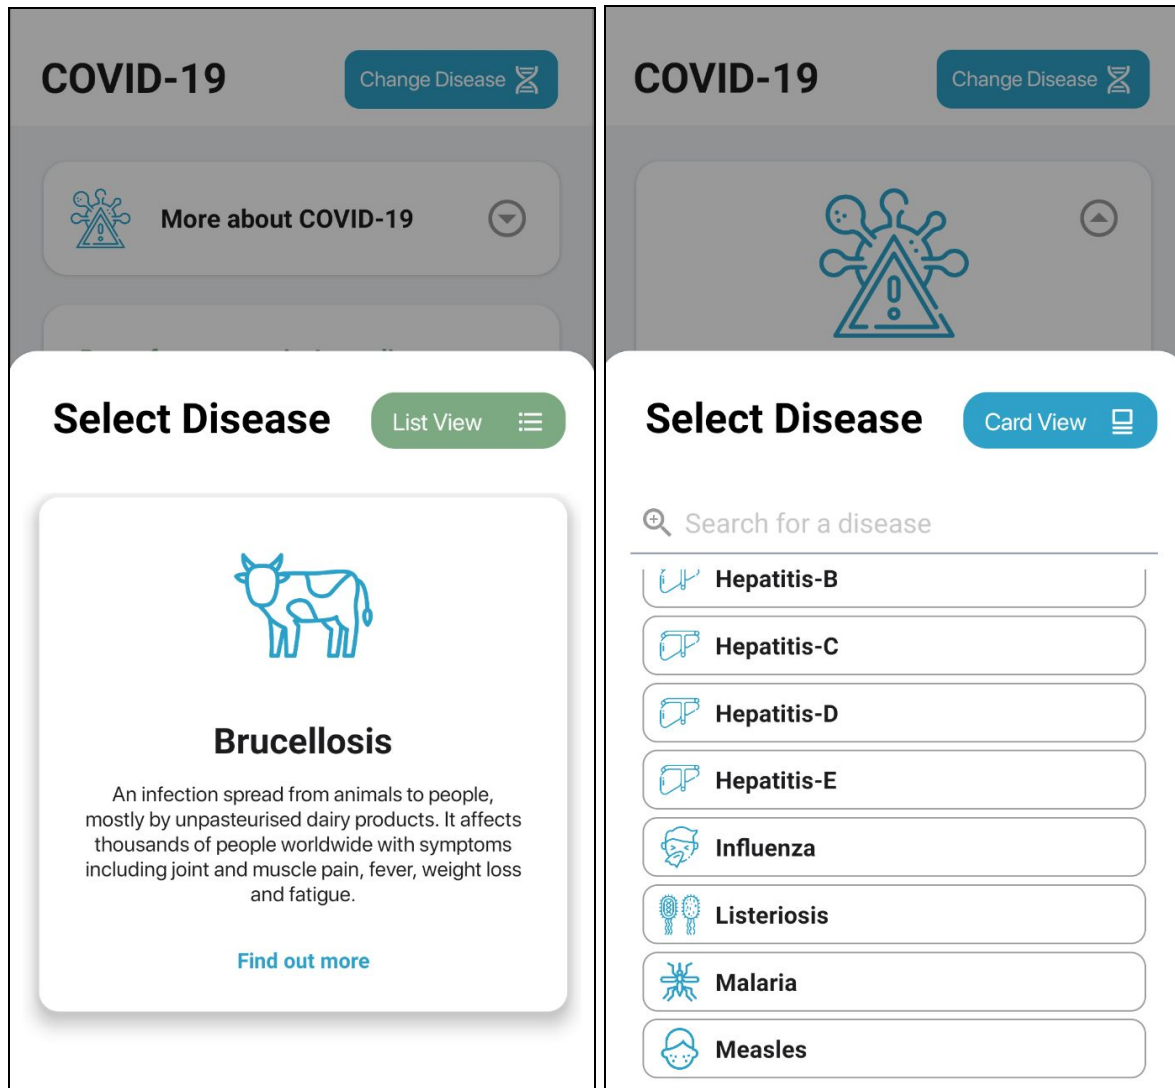 COVID-19
Change Disease
More about COVID-19
Select Disease
List View
Brucellosis
An infection spread from animals to people,
mostly by unpasteurised dairy products. It affects
thousands of people worldwide with symptoms
including joint and muscle pain, fever, weight loss
and fatigue.
Find out more
COVID-19
Change Disease
Select Disease
Card View
Search for a disease
Hepatitis-B
Hepatitis-C
Hepatitis-D
Hepatitis-E
Influenza
Listeriosis
Malaria
Measles